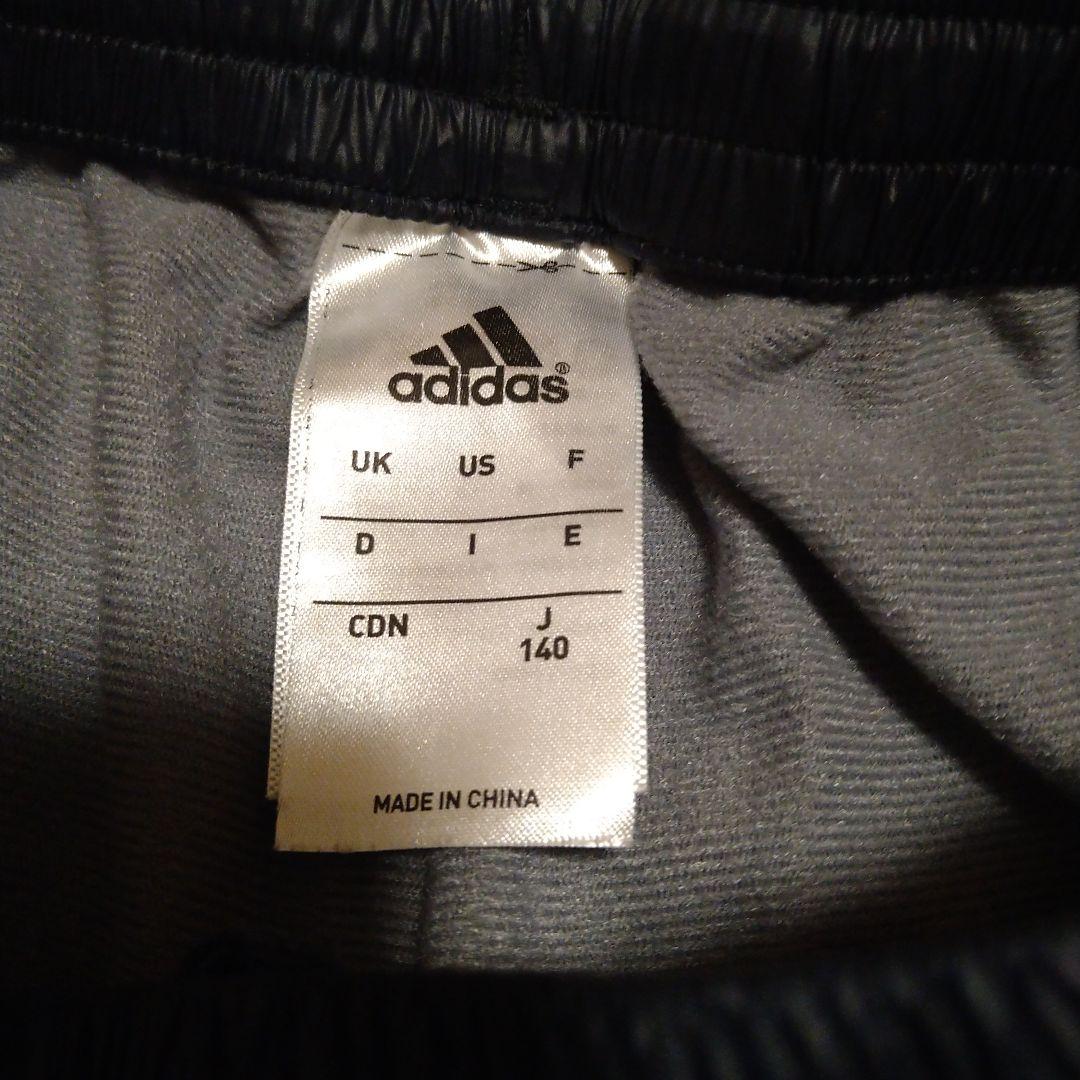 adidas®
UK US F
D I E
CDN J
140
MADE IN CHINA